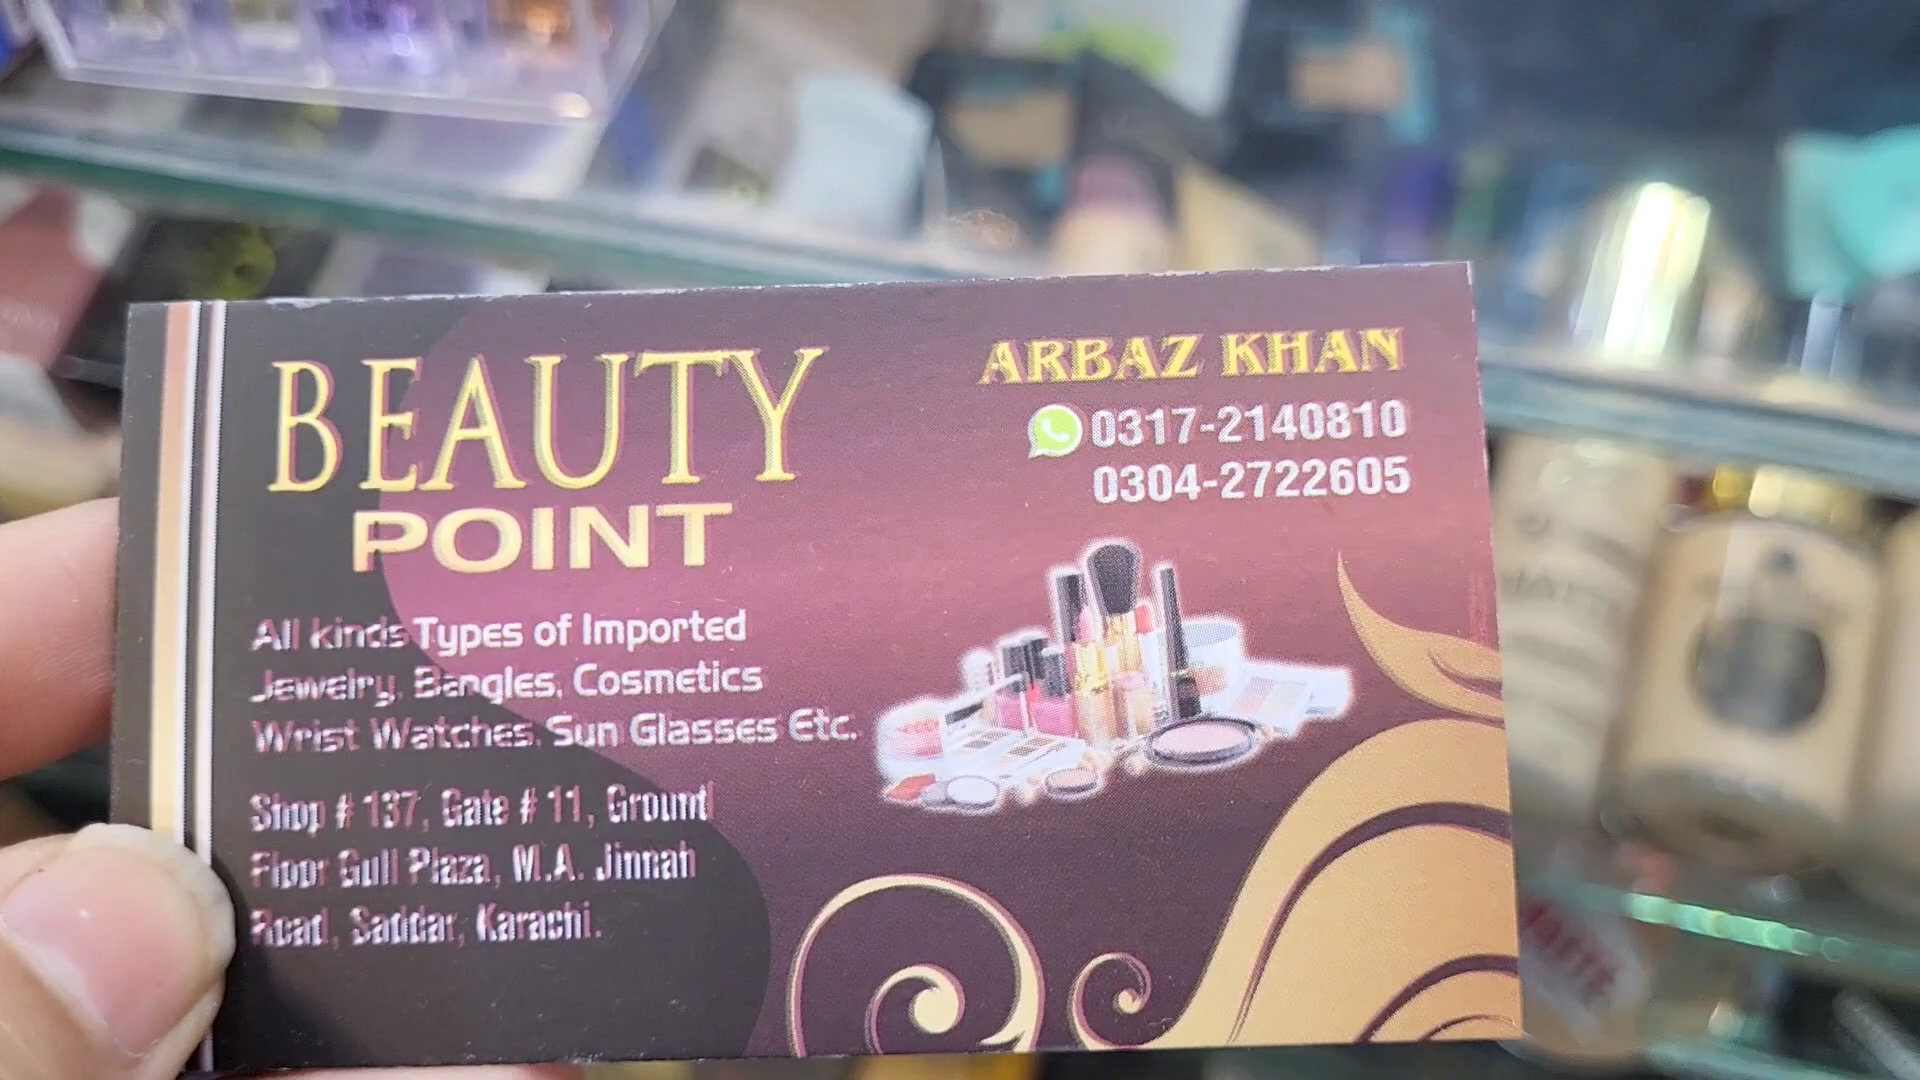 BEAUTY
POINT
ARBAZ KHAN
0317-2140810
0304-2722605
All kinds Types of Imported
Jewelry, Bangles, Cosmetics
Wrist Watches, Sun Glasses Etc.
Shop # 137, Gate # 11, Ground
Floor Gull Plaza, M.A. Jinnah
Road, Saddar, Karachi.